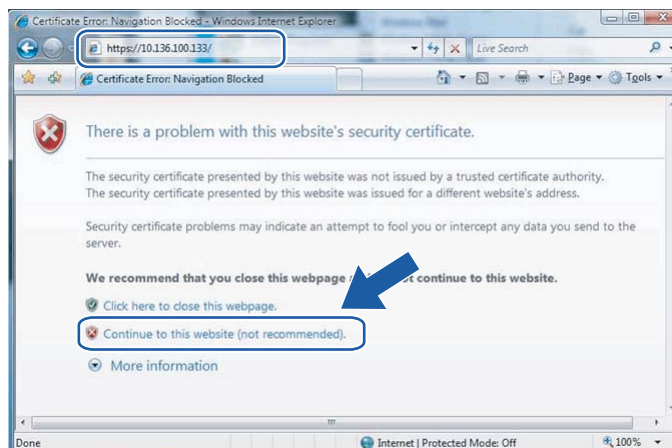 Certificate Error: Navigation Blocked - Windows Internet Explorer
https://10.136.100.133/
Live Search
Certificate Error: Navigation Blocked
Page
Tools
There is a problem with this website's security certificate.
The security certificate presented by this website was not issued by a trusted certificate authority.
The security certificate presented by this website was issued for a different website's address.
Security certificate problems may indicate an attempt to fool you or intercept any data you send to the
server.
We recommend that you close this webpage continue to this website.
Click here to close this webpage.
Continue to this website (not recommended).
More information
Done
Internet | Protected Mode: Off
100%